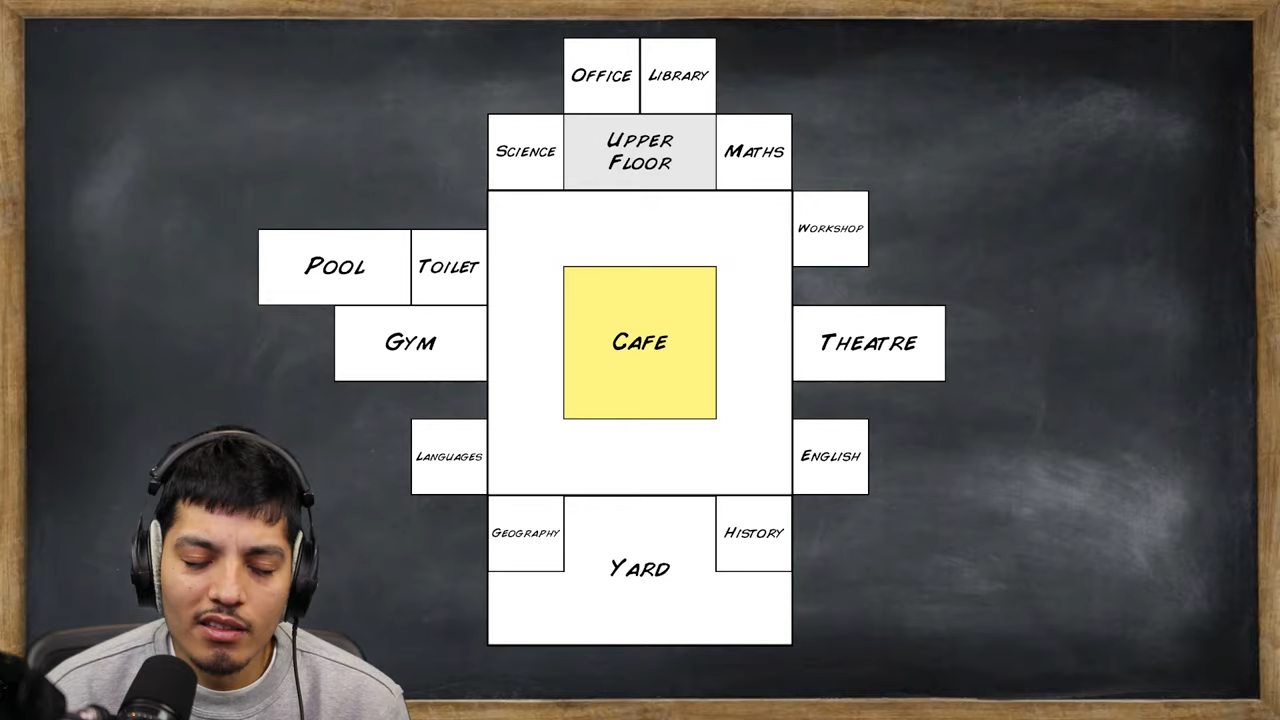 OFFICE
LIBRARY
SCIENCE
UPPER
FLOOR
MATHS
WORKSHOP
POOL
TOILET
GYM
CAFE
THEATRE
LANGUAGES
ENGLISH
GEOGRAPHY
HISTORY
YARD